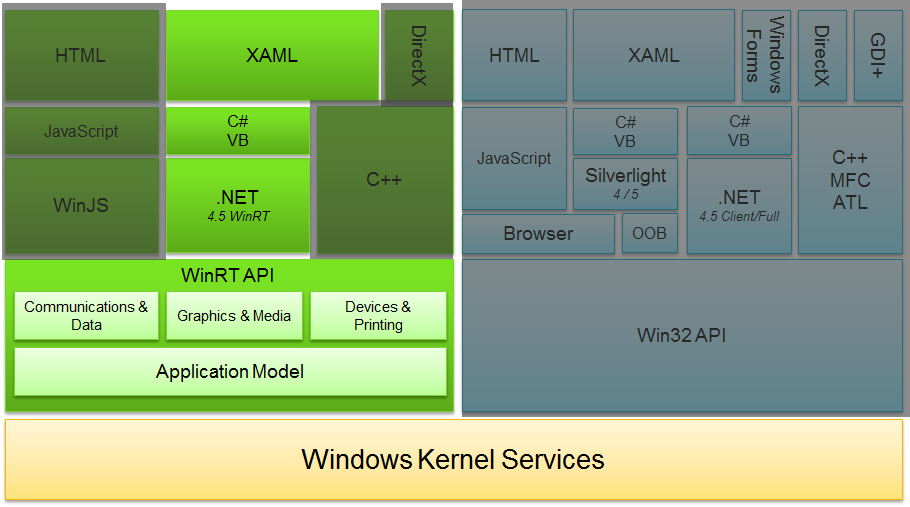 HTML
XAML
DirectX
JavaScript
C#
VB
C++
WinJS
.NET
4.5 WinRT
WinRT API
Communications &
Data
Graphics & Media
Devices &
Printing
Application Model
HTML
XAML
Windows
Forms
DirectX
GDI+
JavaScript
C#
VB
Silverlight
4 / 5
Browser
OOB
C#
VB
.NET
4.5 Client/Full
C++
MFC
ATL
Win32 API
Windows Kernel Services